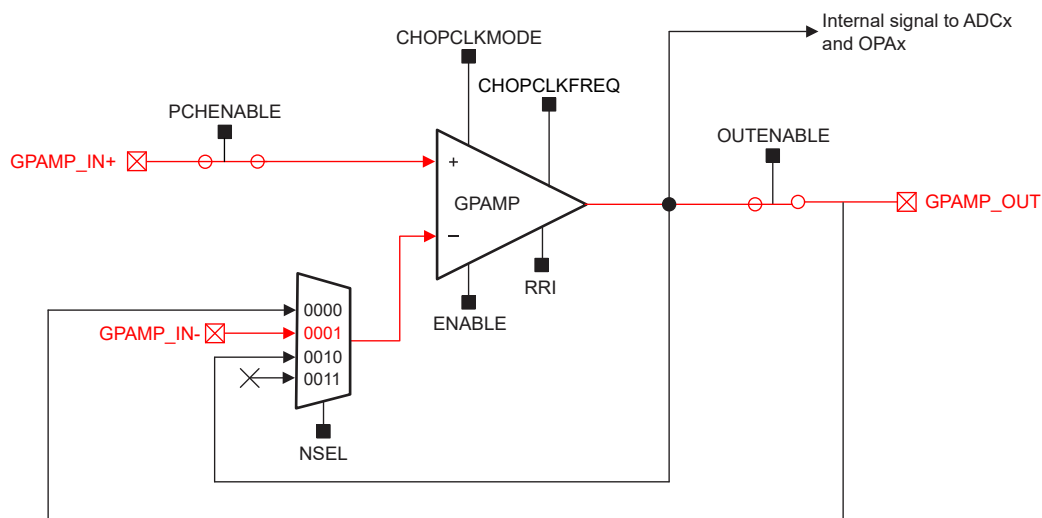 Internal signal to ADCx
and OPAx
CHOPCLKMODE
CHOPCLKFREQ
PCHENABLE
OUTENABLE
GPAMP_IN+
+
GPAMP
GPAMP_OUT
−
RRI
ENABLE
0000
GPAMP_IN-
0001
0010
0011
NSEL